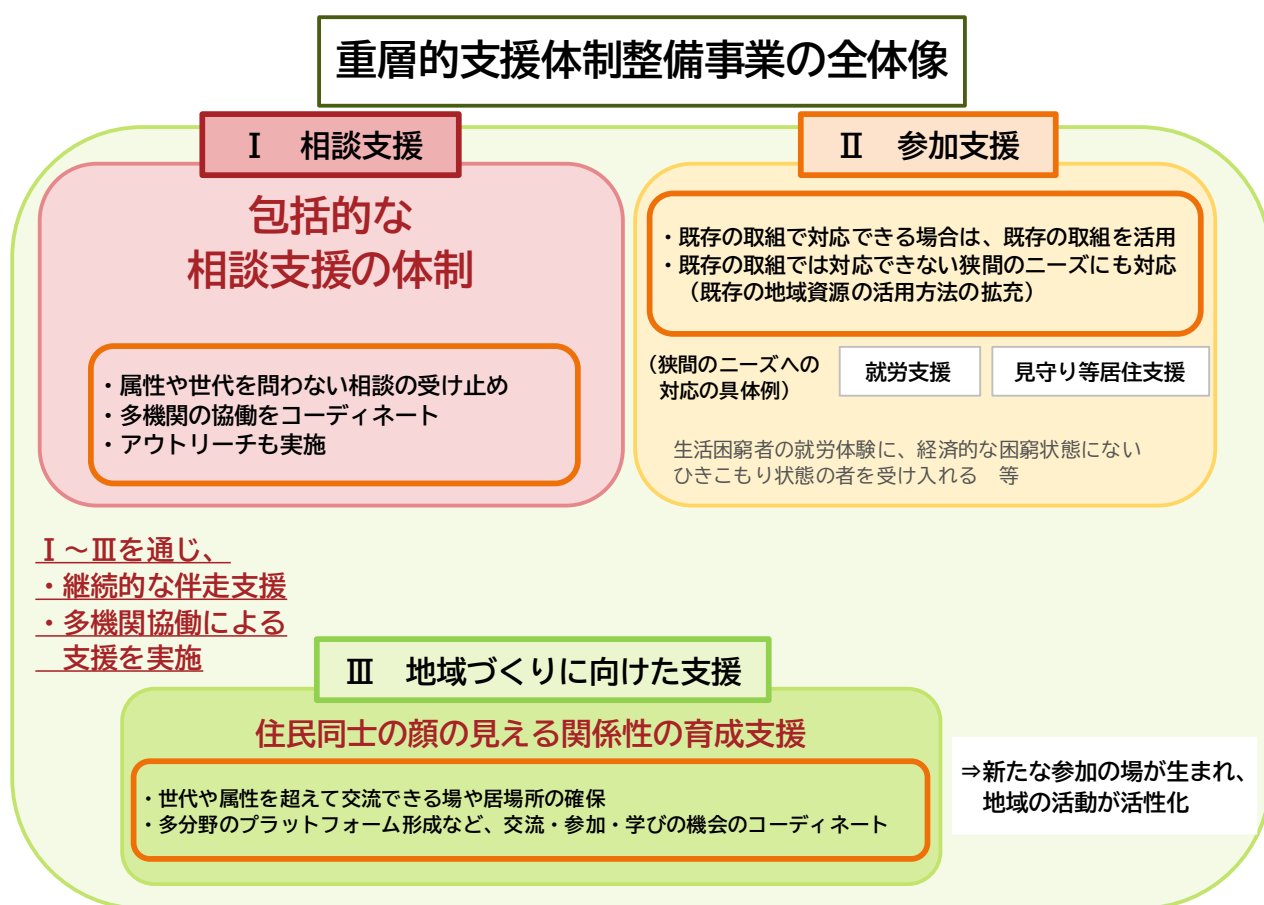 重層的支援体制整備事業の全体像
Ⅰ　相談支援
包括的な
相談支援の体制
・属性や世代を問わない相談の受け止め
・多機関の協働をコーディネート
・アウトリーチも実施
Ⅱ　参加支援
・既存の取組で対応できる場合は、既存の取組を活用
・既存の取組では対応できない狭間のニーズにも対応
（既存の地域資源の活用方法の拡充）
（狭間のニーズへの
対応の具体例）
就労支援
見守り等居住支援
生活困窮者の就労体験に、経済的な困窮状態にない
ひきこもり状態の者を受け入れる　等
Ⅰ～Ⅲを通じ、
・継続的な伴走支援
・多機関協働による
　支援を実施
Ⅲ　地域づくりに向けた支援
住民同士の顔の見える関係性の育成支援
・世代や属性を超えて交流できる場や居場所の確保
・多分野のプラットフォーム形成など、交流・参加・学びの機会のコーディネート
⇒新たな参加の場が生まれ、
地域の活動が活性化